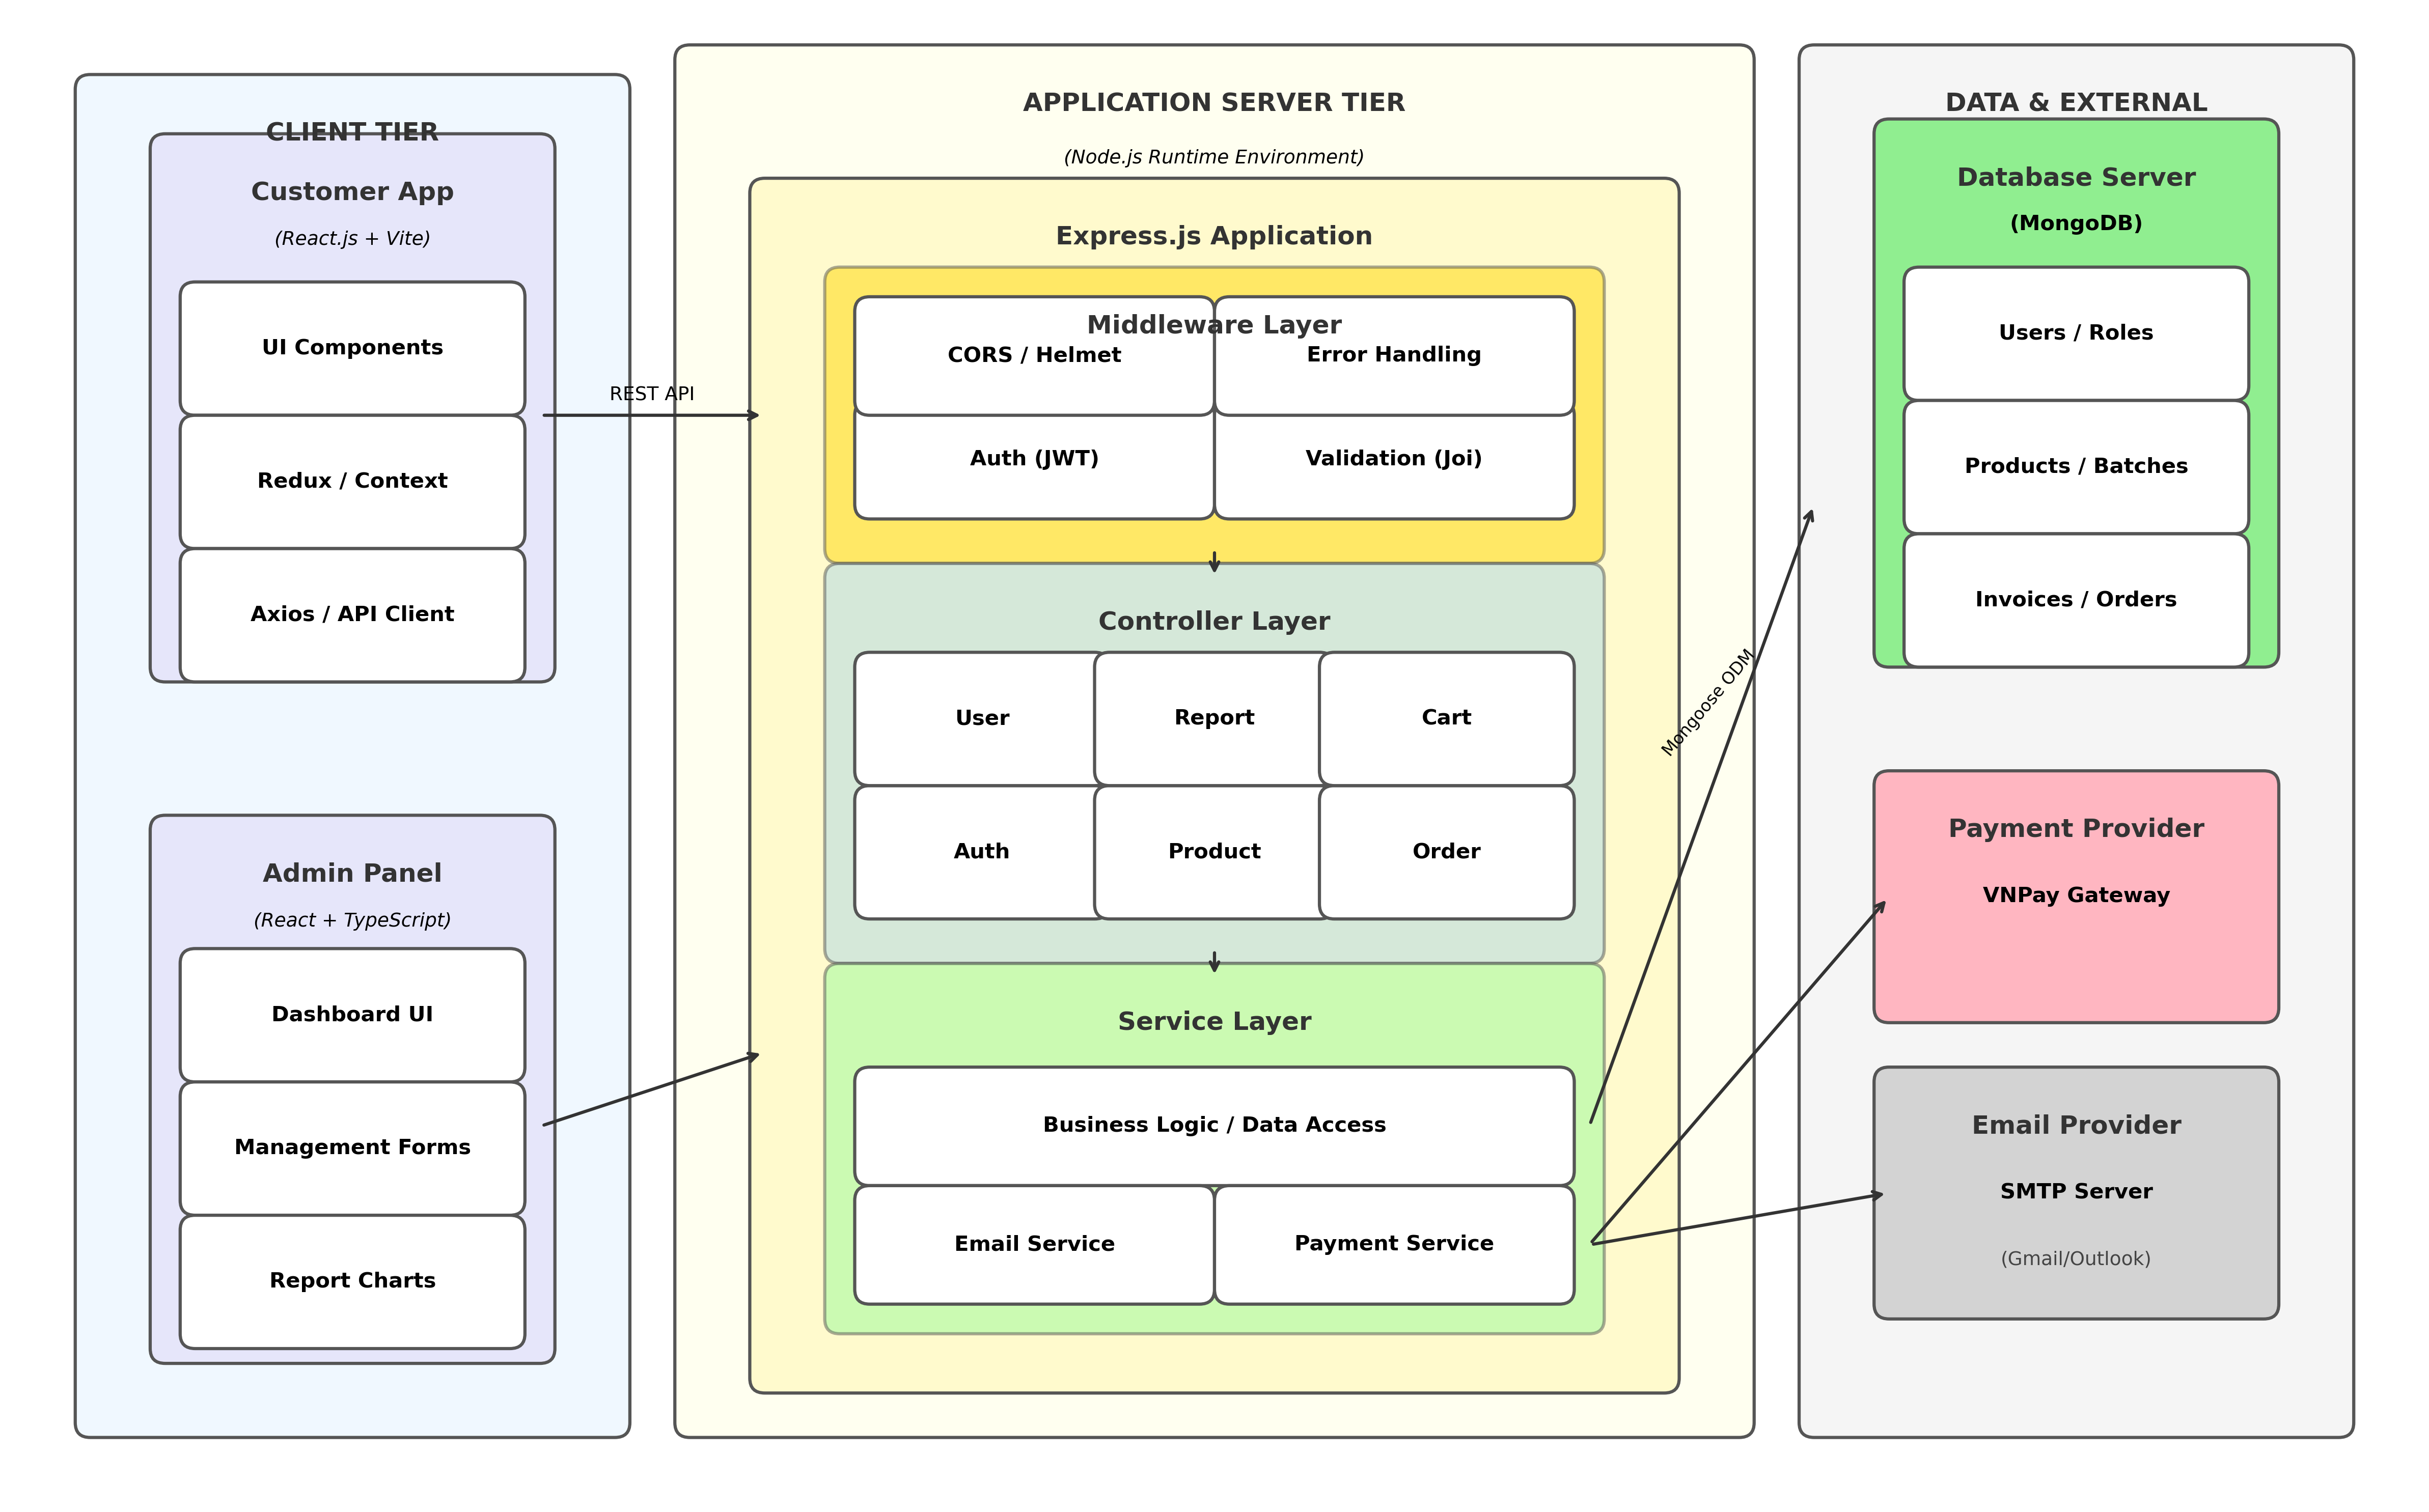 CLIENT TIER
Customer App
(React.js + Vite)
UI Components
Redux / Context
Axios / API Client
Admin Panel
(React + TypeScript)
Dashboard UI
Management Forms
Report Charts
REST API
APPLICATION SERVER TIER
(Node.js Runtime Environment)
Express.js Application
Middleware Layer
CORS / Helmet
Error Handling
Auth (JWT)
Validation (Joi)
Controller Layer
User
Report
Cart
Auth
Product
Order
Service Layer
Business Logic / Data Access
Email Service
Payment Service
Mongoose ODM
DATA & EXTERNAL
Database Server
(MongoDB)
Users / Roles
Products / Batches
Invoices / Orders
Payment Provider
VNPay Gateway
Email Provider
SMTP Server
(Gmail/Outlook)